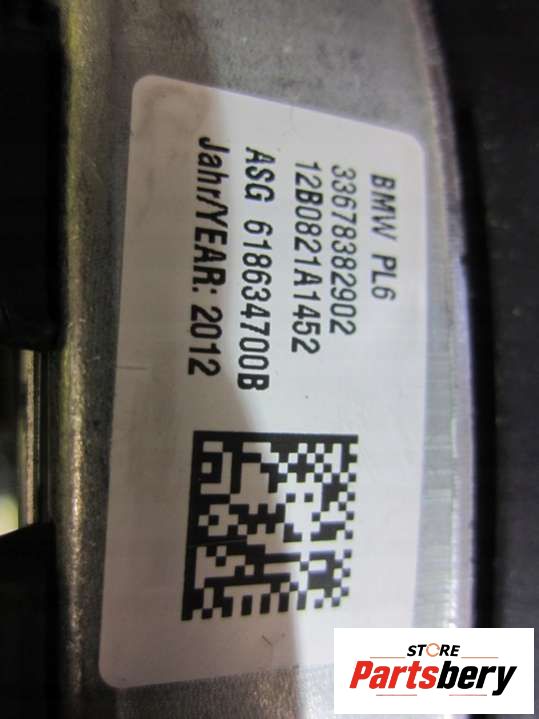 BMW PL6
33678382902
12B0821A1452
ASG 618634700B
Jahr/YEAR: 2012
STORE
Partsbery